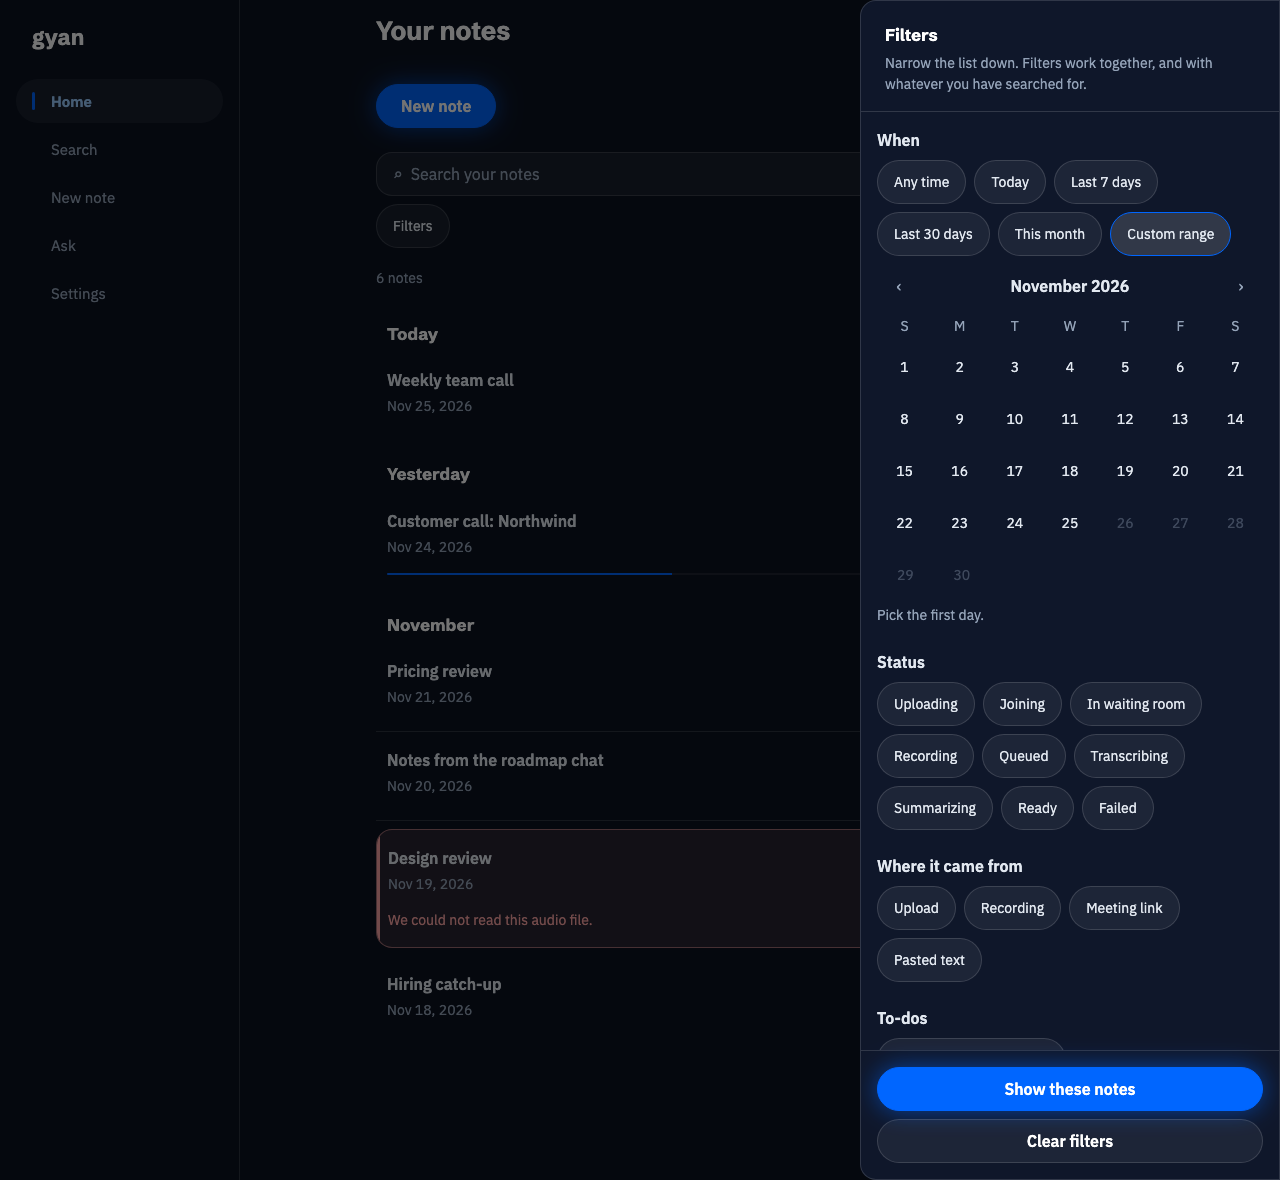 gyan
Home
Search
New note
Ask
Settings
Your notes
New note
Search your notes
Filters
6 notes
Today
Weekly team call
Nov 25, 2026
Yesterday
Customer call: Northwind
Nov 24, 2026
November
Pricing review
Nov 21, 2026
Notes from the roadmap chat
Nov 20, 2026
Design review
Nov 19, 2026
We could not read this audio file.
Hiring catch-up
Nov 18, 2026
Filters
Narrow the list down. Filters work together, and with
whatever you have searched for.
When
Any time Today Last 7 days
Last 30 days This month Custom range
‹ November 2026 ›
S M T W T F S
1 2 3 4 5 6 7
8 9 10 11 12 13 14
15 16 17 18 19 20 21
22 23 24 25 26 27 28
29 30
Pick the first day.
Status
Uploading Joining In waiting room
Recording Queued Transcribing
Summarizing Ready Failed
Where it came from
Upload Recording Meeting link
Pasted text
To-dos
Show these notes
Clear filters